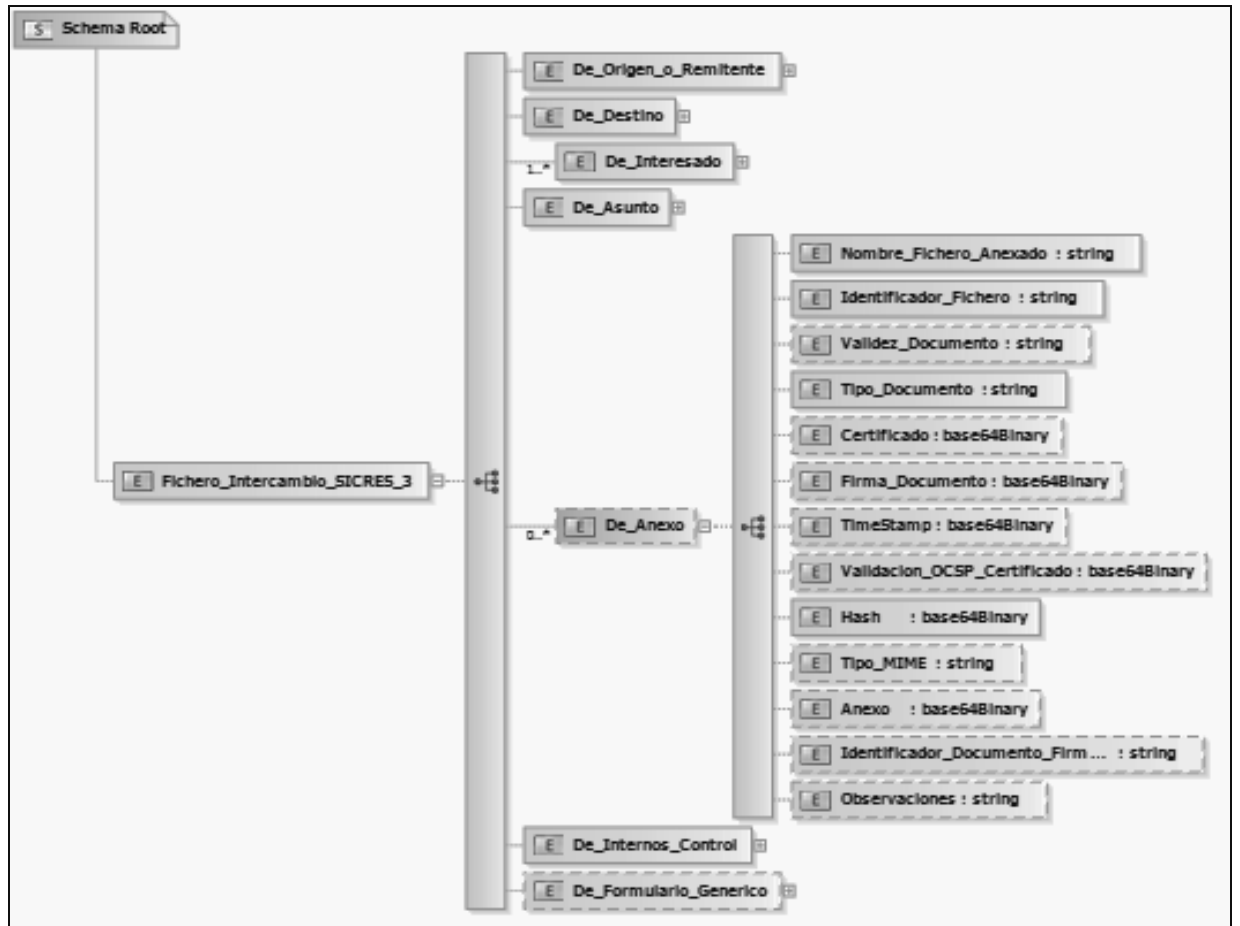 S Schema Root
E De_Origen_o_Remitente
E De_Destino
1..* E De_Interesado
E De_Asunto
E Nombre_Fichero_Anexado : string
E Identificador_Fichero : string
E Validez_Documento : string
E Tipo_Documento : string
E Certificado : base64Binary
E Fichero_Intercambio_SICRES_3
E Firma_Documento : base64Binary
0..* E De_Anexo
E TimeStamp : base64Binary
E Validacion_OCSP_Certificado : base64Binary
E Hash : base64Binary
E Tipo_MIME : string
E Anexo : base64Binary
E Identificador_Documento_Firm... : string
E Observaciones : string
E De_Internos_Control
E De_Formulario_Generico